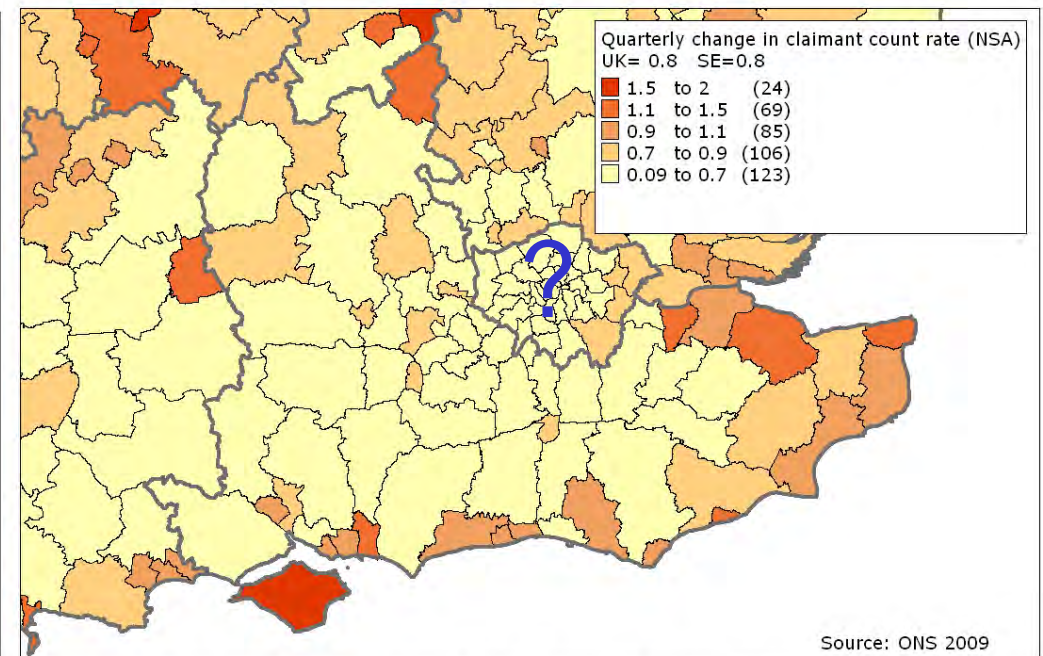 Quarterly change in claimant count rate (NSA)
UK= 0.8 SE=0.8
1.5 to 2 (24)
1.1 to 1.5 (69)
0.9 to 1.1 (85)
0.7 to 0.9 (106)
0.09 to 0.7 (123)
?
Source: ONS 2009